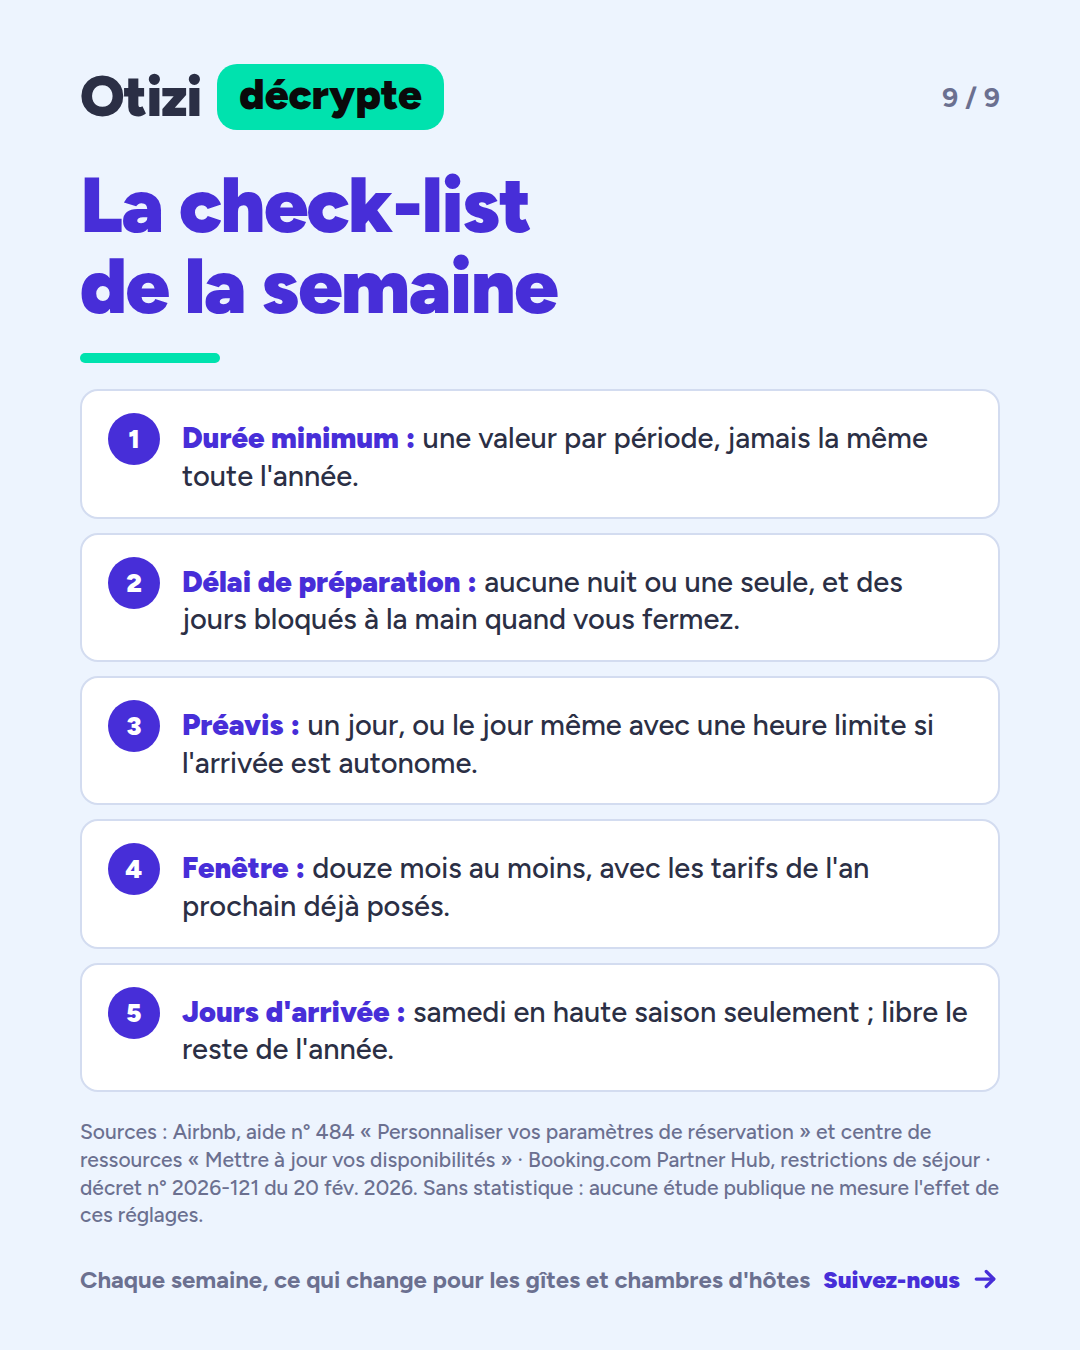 Otizi décrypte
9 / 9
La check-list
de la semaine
1 Durée minimum : une valeur par période, jamais la même
toute l'année.
2 Délai de préparation : aucune nuit ou une seule, et des
jours bloqués à la main quand vous fermez.
3 Préavis : un jour, ou le jour même avec une heure limite si
l'arrivée est autonome.
4 Fenêtre : douze mois au moins, avec les tarifs de l'an
prochain déjà posés.
5 Jours d'arrivée : samedi en haute saison seulement ; libre le
reste de l'année.
Sources : Airbnb, aide n° 484 « Personnaliser vos paramètres de réservation » et centre de
ressources « Mettre à jour vos disponibilités » · Booking.com Partner Hub, restrictions de séjour ·
décret n° 2026-121 du 20 fév. 2026. Sans statistique : aucune étude publique ne mesure l'effet de
ces réglages.
Chaque semaine, ce qui change pour les gîtes et chambres d'hôtes Suivez-nous →